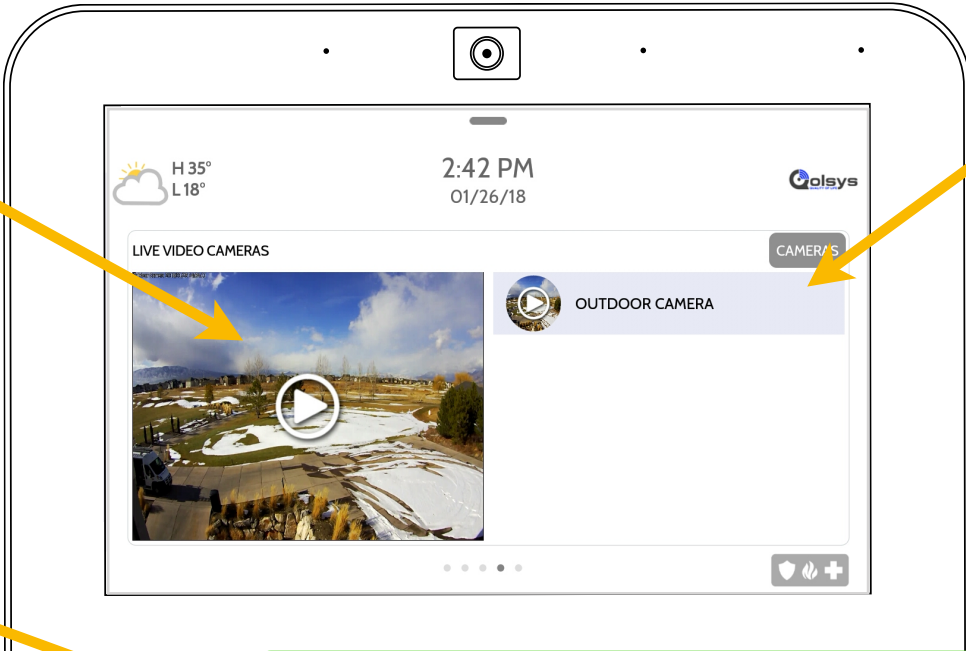 H 35°
L 18°
2:42 PM
01/26/18
Qolsys
LIVE VIDEO CAMERAS
CAMERAS
OUTDOOR CAMERA